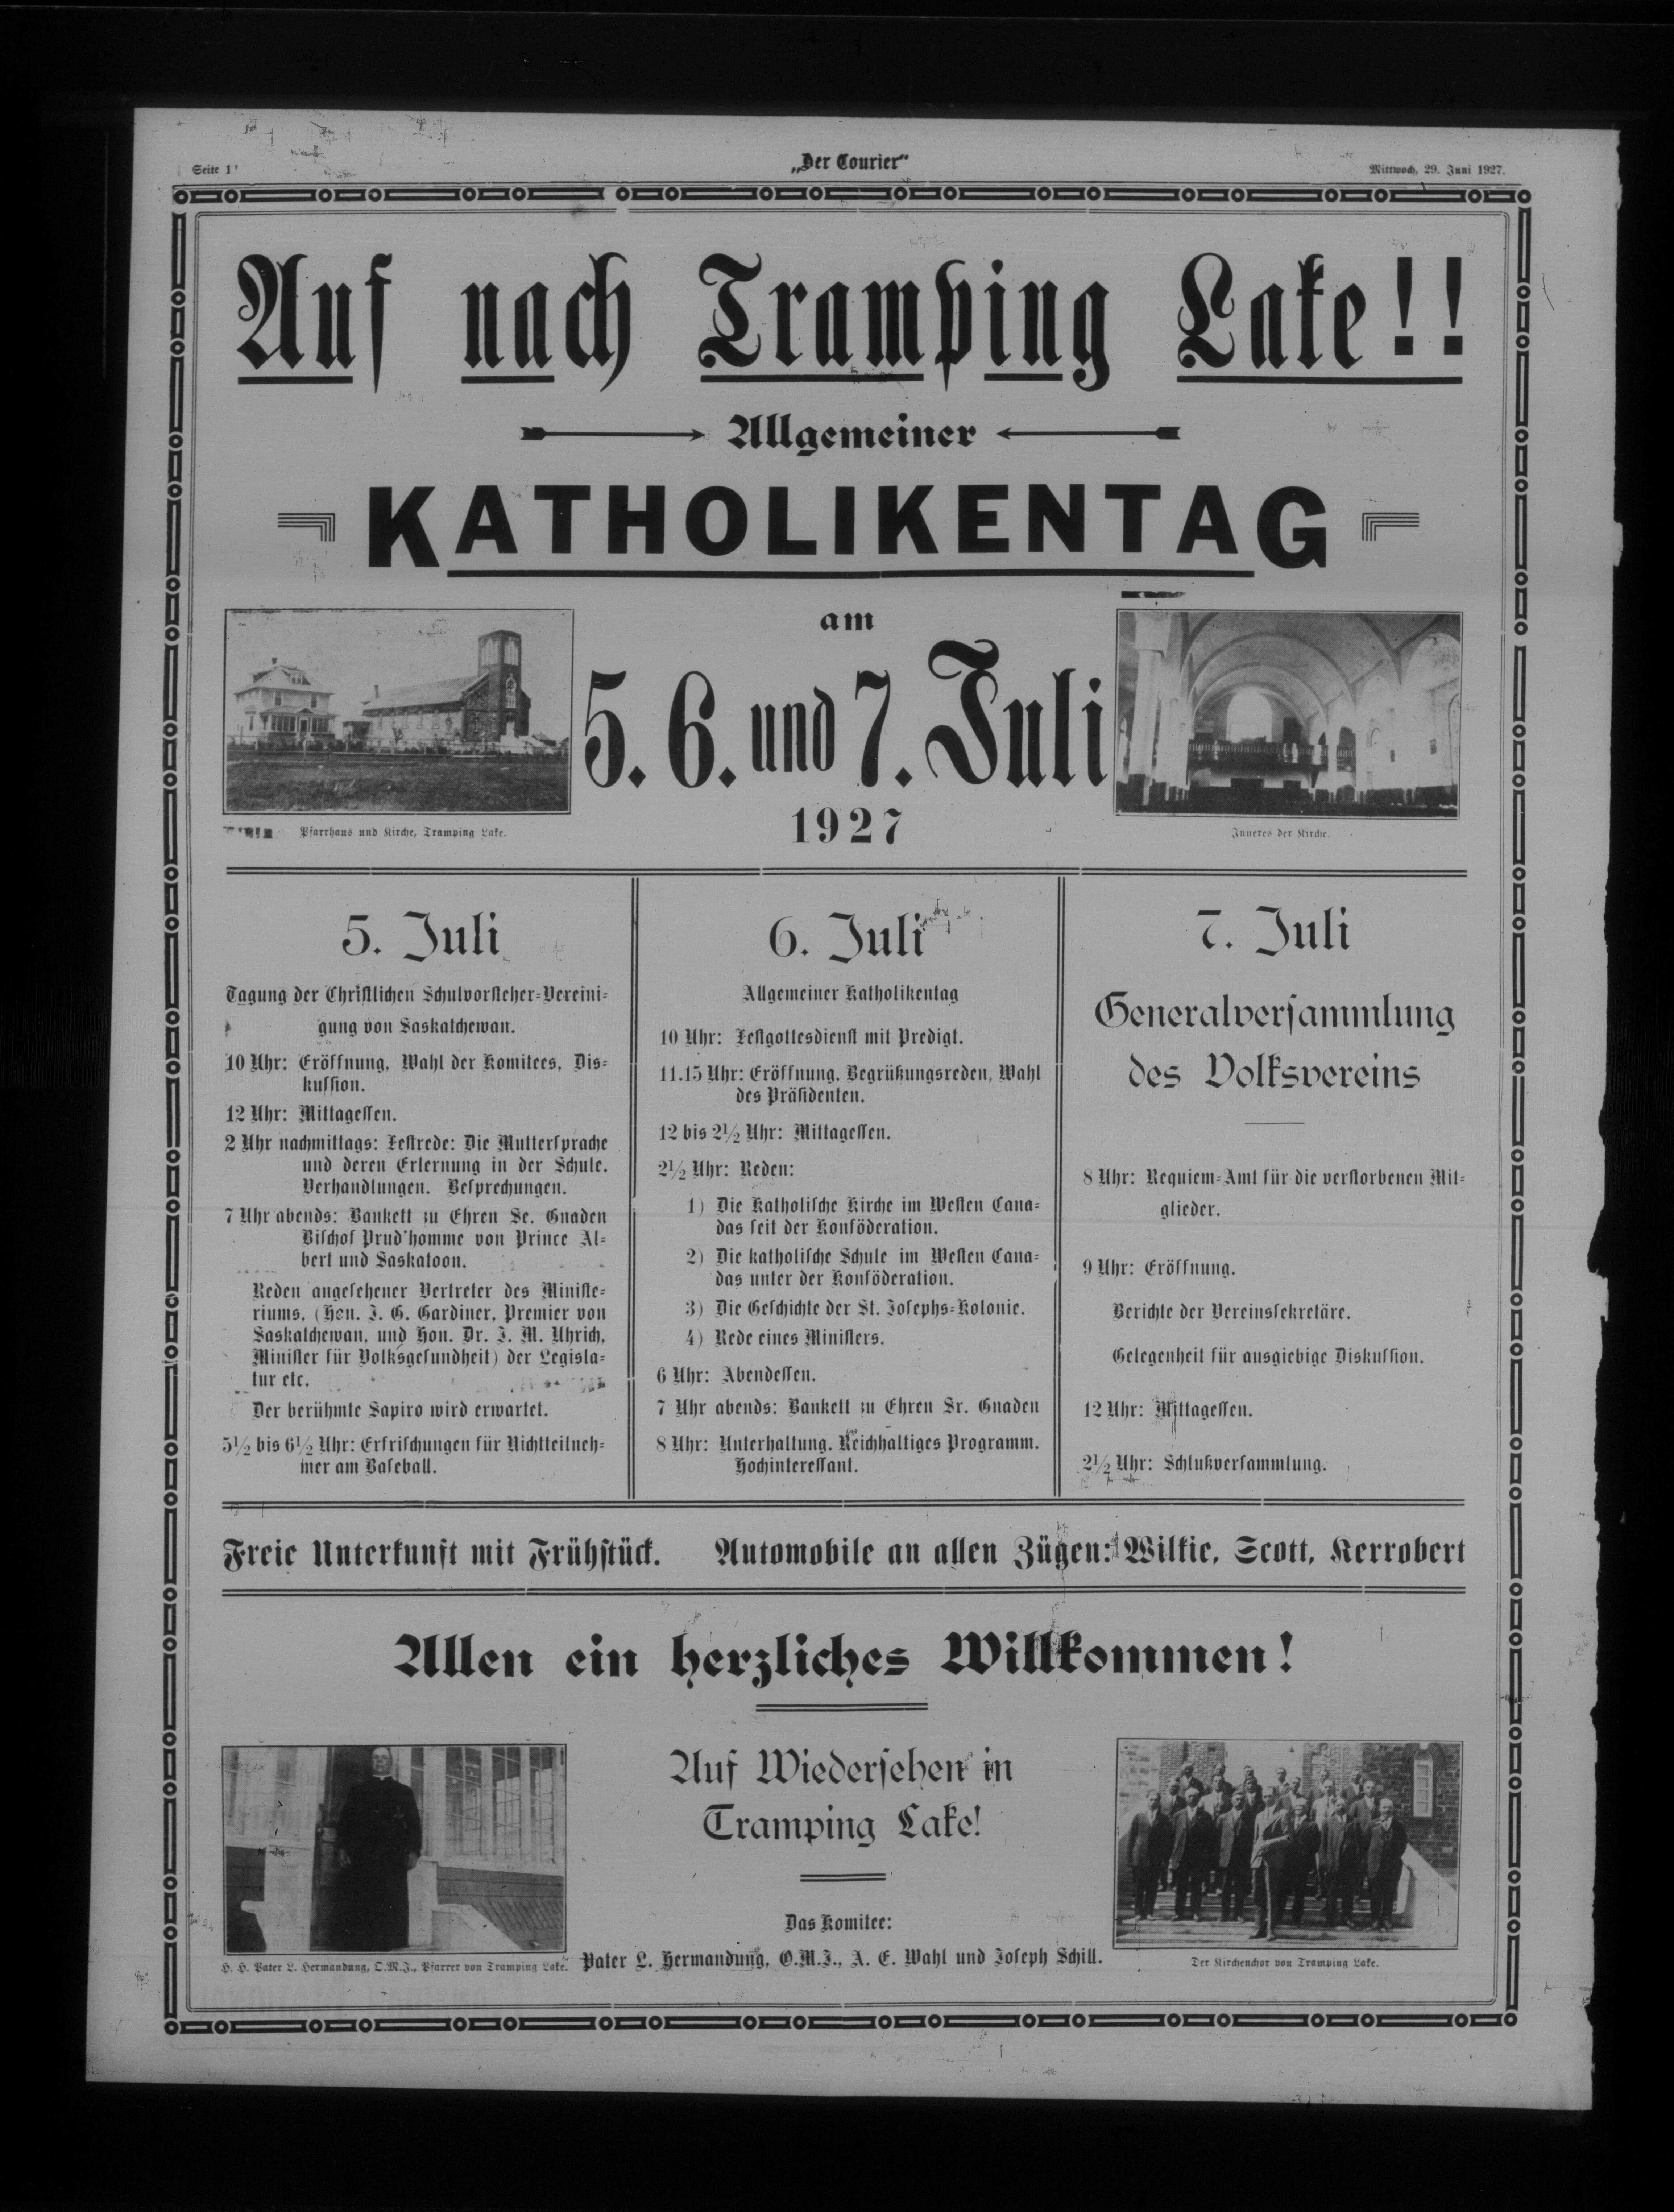 Seite 1
„Der Courier“
Mittwoch, 29. Juni 1927.
Auf nach Tramping Lake!!
Allgemeiner
KATHOLIKENTAG
am
5. 6. und 7. Juli
1927
Pfarrhaus und Kirche, Tramping Lake.
Inneres der Kirche.
5. Juli
Tagung der Christlichen Schulvorsteher-Vereini-
gung von Saskatchewan.
10 Uhr: Eröffnung, Wahl der Komitees, Dis-
kussion.
12 Uhr: Mittagessen.
2 Uhr nachmittags: Festrede: Die Muttersprache
und deren Erlernung in der Schule.
Verhandlungen. Besprechungen.
7 Uhr abends: Bankett zu Ehren Se. Gnaden
Bischof Prud'homme von Prince Al-
bert und Saskatoon.
Reden angesehener Vertreter des Ministe-
riums, (Hon. J. G. Gardiner, Premier von
Saskatchewan, und Hon. Dr. J. M. Uhrich,
Minister für Volksgesundheit) der Legisla-
tur etc.
Der berühmte Sapiro wird erwartet.
5½ bis 6½ Uhr: Erfrischungen für Nichtteilneh-
mer am Baseball.
6. Juli
Allgemeiner Katholikentag
10 Uhr: Festgottesdienst mit Predigt.
11.15 Uhr: Eröffnung, Begrüßungsreden, Wahl
des Präsidenten.
12 bis 2½ Uhr: Mittagessen.
2½ Uhr: Reden:
1) Die Katholische Kirche im Westen Cana-
das seit der Konföderation.
2) Die katholische Schule im Westen Cana-
das unter der Konföderation.
3) Die Geschichte der St. Josephs-Kolonie.
4) Rede eines Ministers.
6 Uhr: Abendessen.
7 Uhr abends: Bankett zu Ehren Sr. Gnaden
8 Uhr: Unterhaltung. Reichhaltiges Programm.
Hochinteressant.
7. Juli
Generalversammlung
des Volksvereins
8 Uhr: Requiem-Amt für die verstorbenen Mit-
glieder.
9 Uhr: Eröffnung.
Berichte der Vereinssekretäre.
Gelegenheit für ausgiebige Diskussion.
12 Uhr: Mittagessen.
2½ Uhr: Schlußversammlung.
Freie Unterkunft mit Frühstück. Automobile an allen Zügen: Wilkie, Scott, Kerrobert
Allen ein herzliches Willkommen!
Auf Wiedersehen in
Tramping Lake!
Das Komitee:
Pater L. Hermandung, O.M.J., A. E. Wahl und Joseph Schill.
H. H. Pater L. Hermandung, O.M.J., Pfarrer von Tramping Lake.
Der Kirchenchor von Tramping Lake.